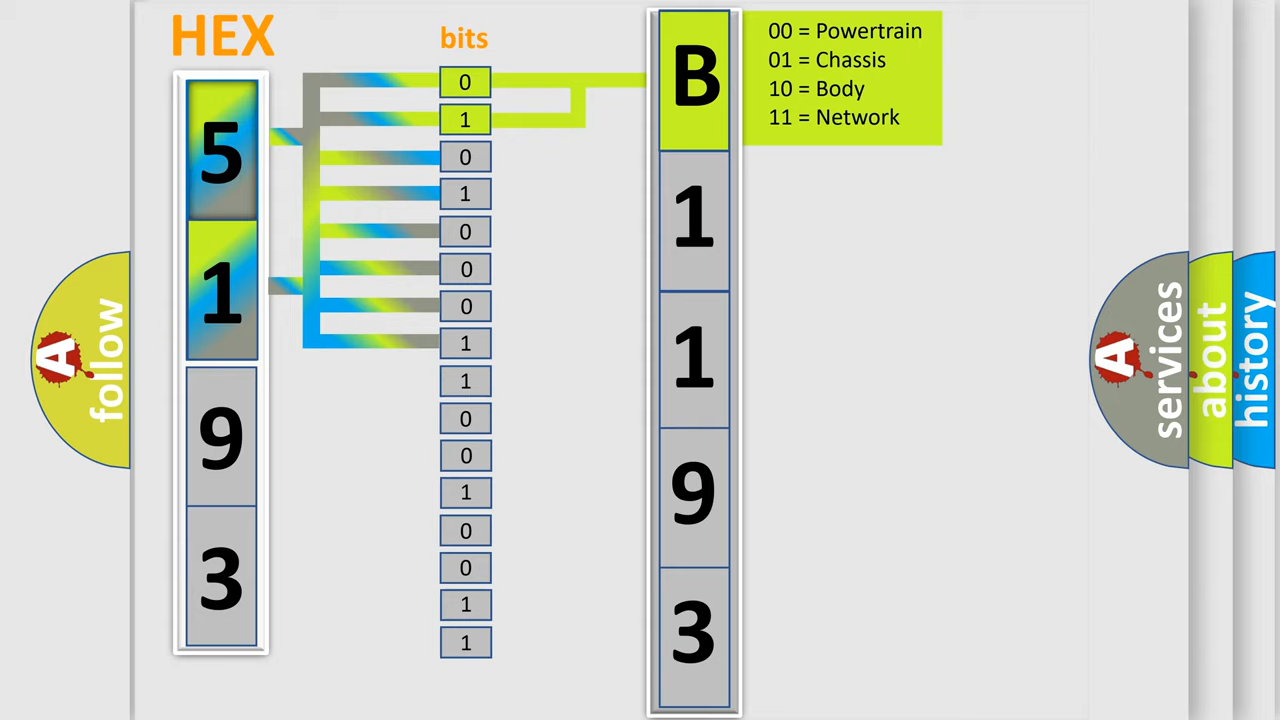 HEX
bits
5
1
9
3
0
1
0
1
0
0
0
1
1
0
0
1
0
0
1
1
B
1
1
9
3
00 = Powertrain
01 = Chassis
10 = Body
11 = Network
A
follow
A
services
about
history